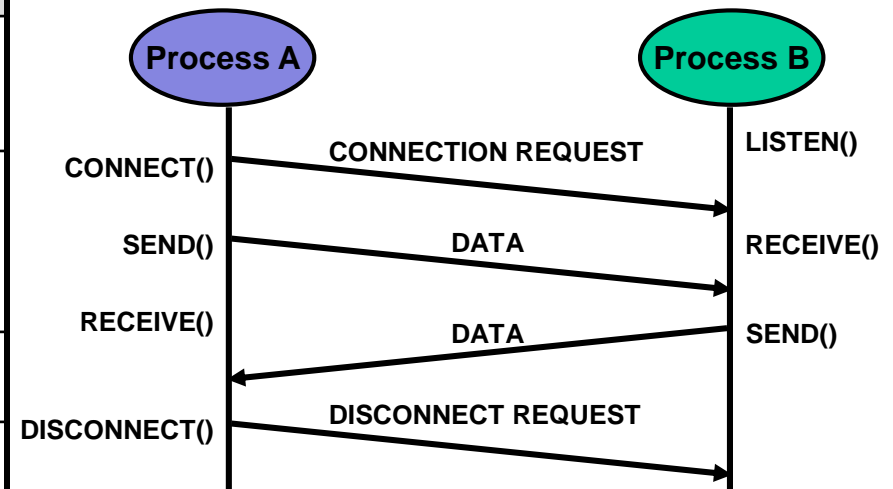 Process A
Process B
LISTEN()
CONNECTION REQUEST
CONNECT()
SEND()
DATA
RECEIVE()
RECEIVE()
DATA
SEND()
DISCONNECT()
DISCONNECT REQUEST